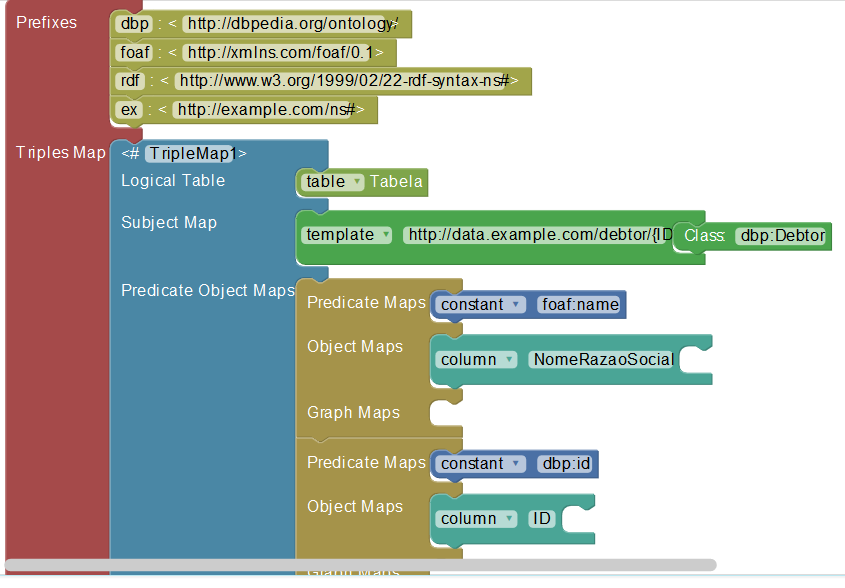 Prefixes dbp : < http://dbpedia.org/ontology/>
foaf : < http://xmlns.com/foaf/0.1>
rdf : < http://www.w3.org/1999/02/22-rdf-syntax-ns#>
ex : < http://example.com/ns#>
Triples Map <# TripleMap1>
Logical Table table Tabela
Subject Map template http://data.example.com/debtor/{ID Class: dbp:Debtor
Predicate Object Maps Predicate Maps constant foaf:name
Object Maps column NomeRazaoSocial
Graph Maps
Predicate Maps constant dbp:id
Object Maps column ID
Graph Maps